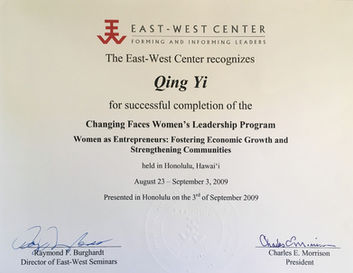 EAST-WEST CENTER
FORMING AND INFORMING LEADERS
The East-West Center recognizes
Qing Yi
for successful completion of the
Changing Faces Women's Leadership Program
Women as Entrepreneurs: Fostering Economic Growth and
Strengthening Communities
held in Honolulu, Hawai‘i
August 23 – September 3, 2009
Presented in Honolulu on the 3rd of September 2009
Raymond F. Burghardt
Director of East-West Seminars
Charles E. Morrison
President